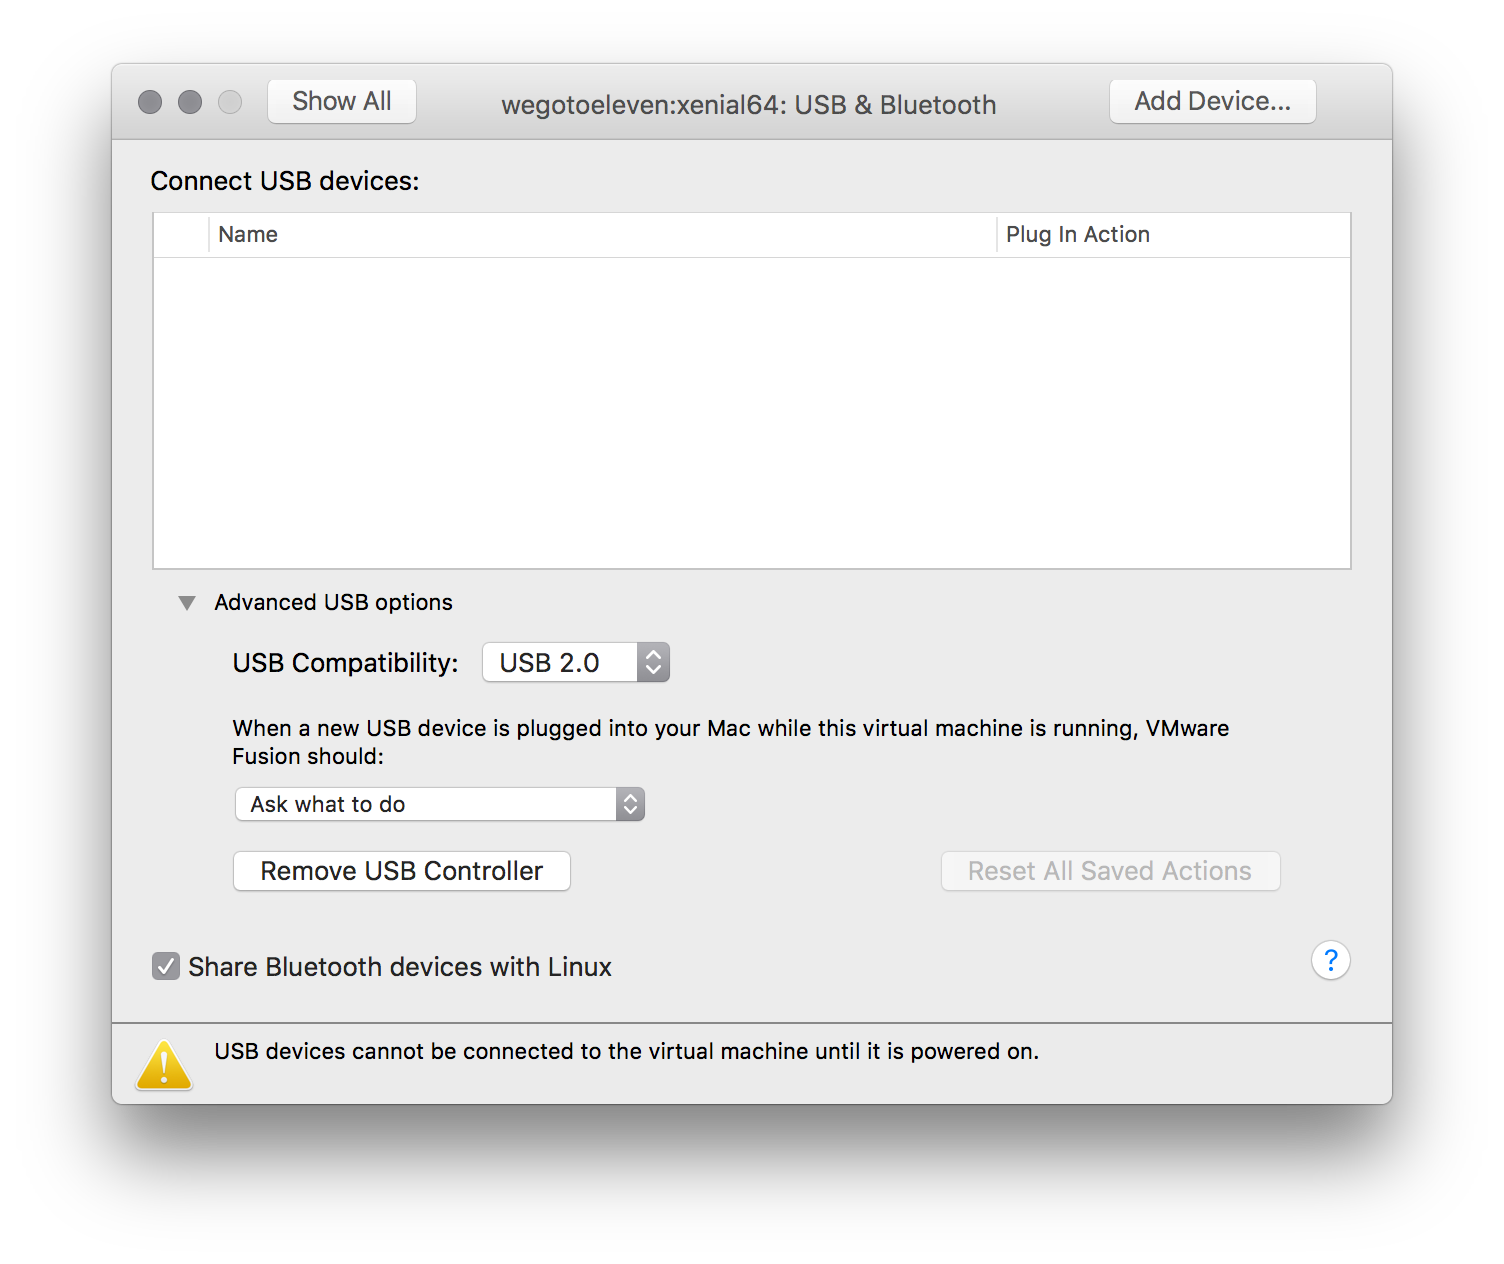 Show All
wegotoeleven:xenial64: USB & Bluetooth
Add Device...
Connect USB devices:
Name
Plug In Action
Advanced USB options
USB Compatibility:
USB 2.0
When a new USB device is plugged into your Mac while this virtual machine is running, VMware
Fusion should:
Ask what to do
Remove USB Controller
Reset All Saved Actions
Share Bluetooth devices with Linux
?
USB devices cannot be connected to the virtual machine until it is powered on.